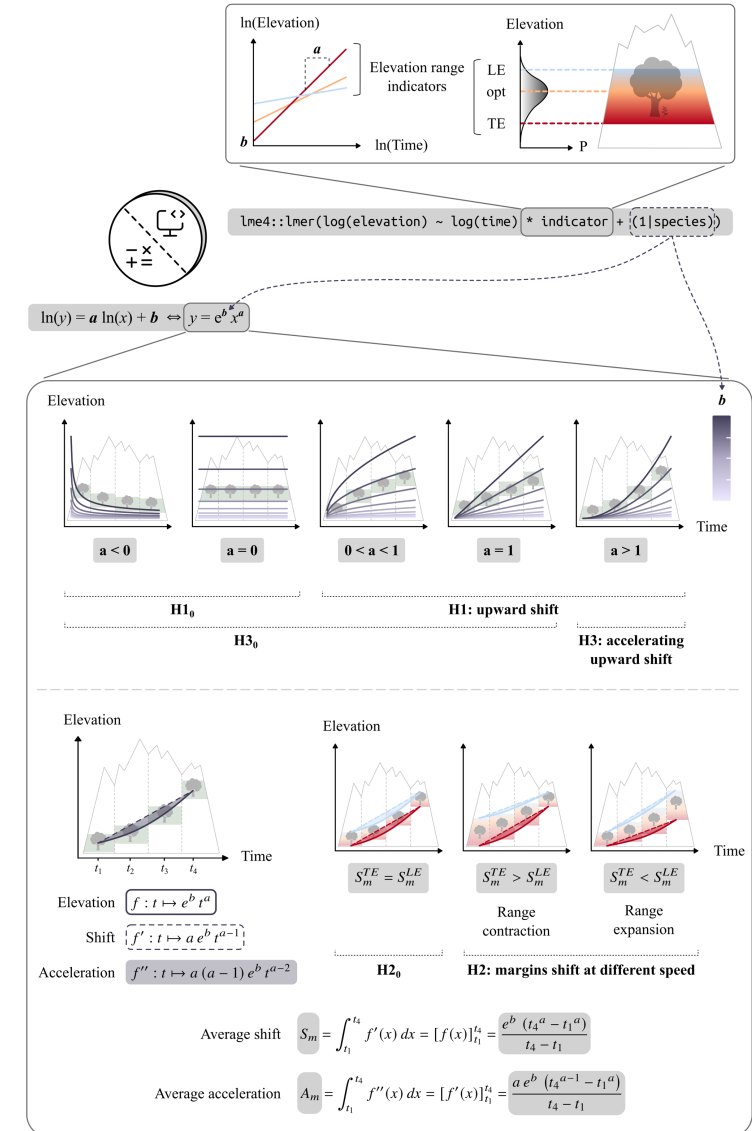 ln(Elevation)
a
b
ln(Time)
Elevation range
indicators
Elevation
LE
opt
TE
P
lme4::lmer(log(elevation) ~ log(time) * indicator + (1|species))
− ×
+ =
ln(y) = a ln(x) + b ⇔ y = e^b x^a
b
Elevation
Time
a < 0
a = 0
0 < a < 1
a = 1
a > 1
H1₀
H1: upward shift
H3₀
H3: accelerating
upward shift
Elevation
Time
t₁ t₂ t₃ t₄
Elevation f : t ↦ e^b t^a
Shift f′ : t ↦ a e^b t^{a−1}
Acceleration f″ : t ↦ a (a − 1) e^b t^{a−2}
Elevation
Time
S_m^{TE} = S_m^{LE}
S_m^{TE} > S_m^{LE}
S_m^{TE} < S_m^{LE}
Range
contraction
Range
expansion
H2₀
H2: margins shift at different speed
Average shift S_m = ∫_{t₁}^{t₄} f′(x) dx = [f(x)]_{t₁}^{t₄} = e^b (t₄^a − t₁^a) / (t₄ − t₁)
Average acceleration A_m = ∫_{t₁}^{t₄} f″(x) dx = [f′(x)]_{t₁}^{t₄} = a e^b (t₄^{a−1} − t₁^a) / (t₄ − t₁)